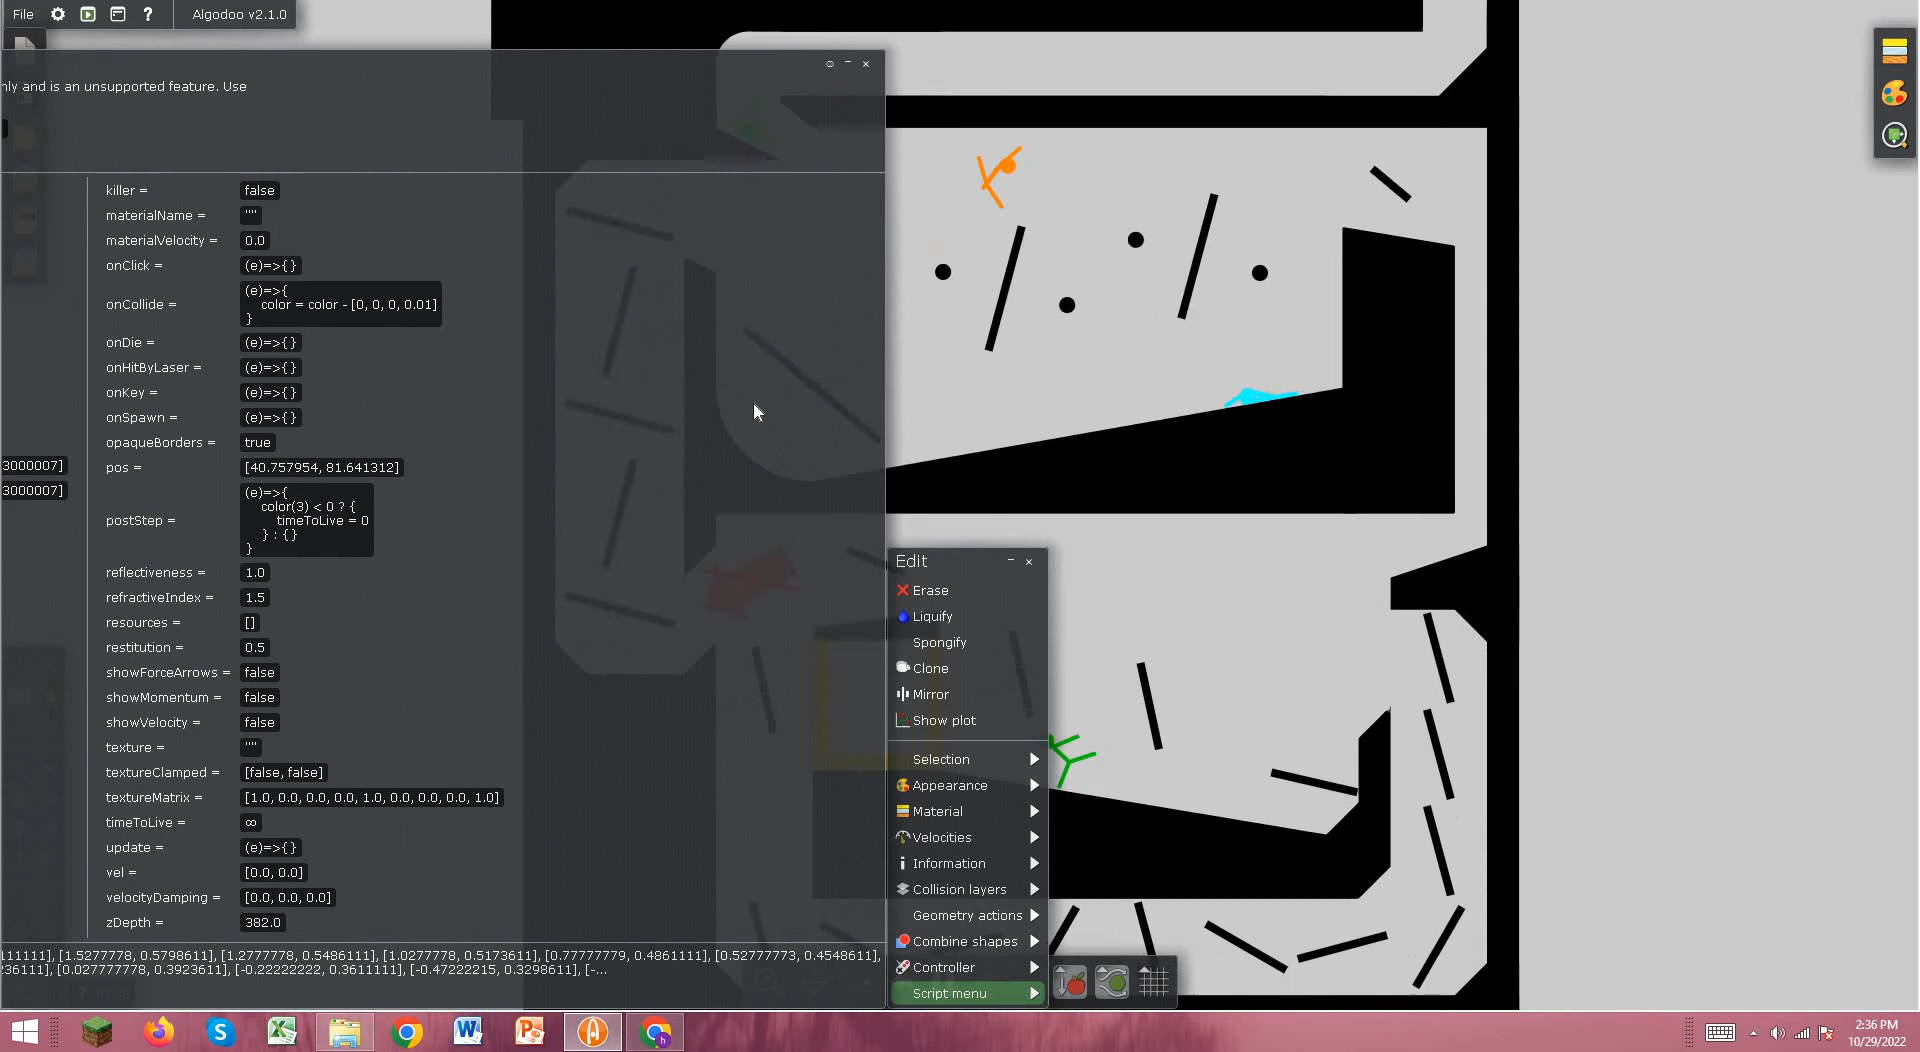 File
?
Algodoo v2.1.0
nly and is an unsupported feature. Use
killer = false
materialName = ""
materialVelocity = 0.0
onClick = (e)=>{}
onCollide = (e)=>{
color = color - [0, 0, 0, 0.01]
}
onDie = (e)=>{}
onHitByLaser = (e)=>{}
onKey = (e)=>{}
onSpawn = (e)=>{}
opaqueBorders = true
3000007]
pos = [40.757954, 81.641312]
3000007]
postStep = (e)=>{
color(3) < 0 ? {
timeToLive = 0
} : {}
}
reflectiveness = 1.0
refractiveIndex = 1.5
resources = []
restitution = 0.5
showForceArrows = false
showMomentum = false
showVelocity = false
texture = ""
textureClamped = [false, false]
textureMatrix = [1.0, 0.0, 0.0, 0.0, 1.0, 0.0, 0.0, 0.0, 1.0]
timeToLive = ∞
update = (e)=>{}
vel = [0.0, 0.0]
velocityDamping = [0.0, 0.0, 0.0]
zDepth = 382.0
111111], [1.5277778, 0.5798611], [1.2777778, 0.5486111], [1.0277778, 0.5173611], [0.77777779, 0.4861111], [0.52777773, 0.4548611],
236111], [0.027777778, 0.3923611], [-0.22222222, 0.3611111], [-0.47222215, 0.3298611], [-...
Edit
Erase
Liquify
Spongify
Clone
Mirror
Show plot
Selection
Appearance
Material
Velocities
Information
Collision layers
Geometry actions
Combine shapes
Controller
Script menu
2:36 PM
10/29/2022